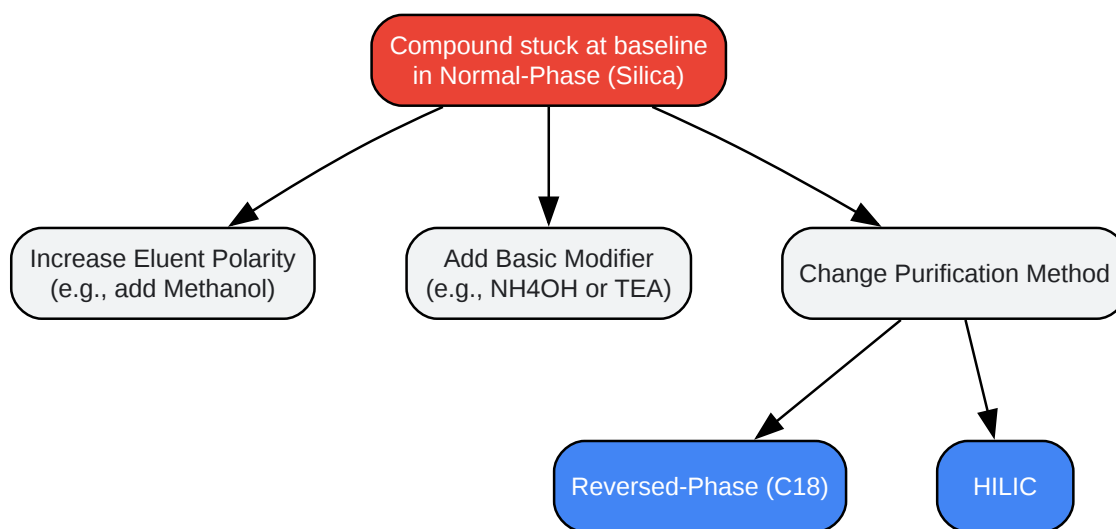 Compound stuck at baseline
in Normal-Phase (Silica)
Increase Eluent Polarity
(e.g., add Methanol)
Add Basic Modifier
(e.g., NH4OH or TEA)
Change Purification Method
Reversed-Phase (C18)
HILIC